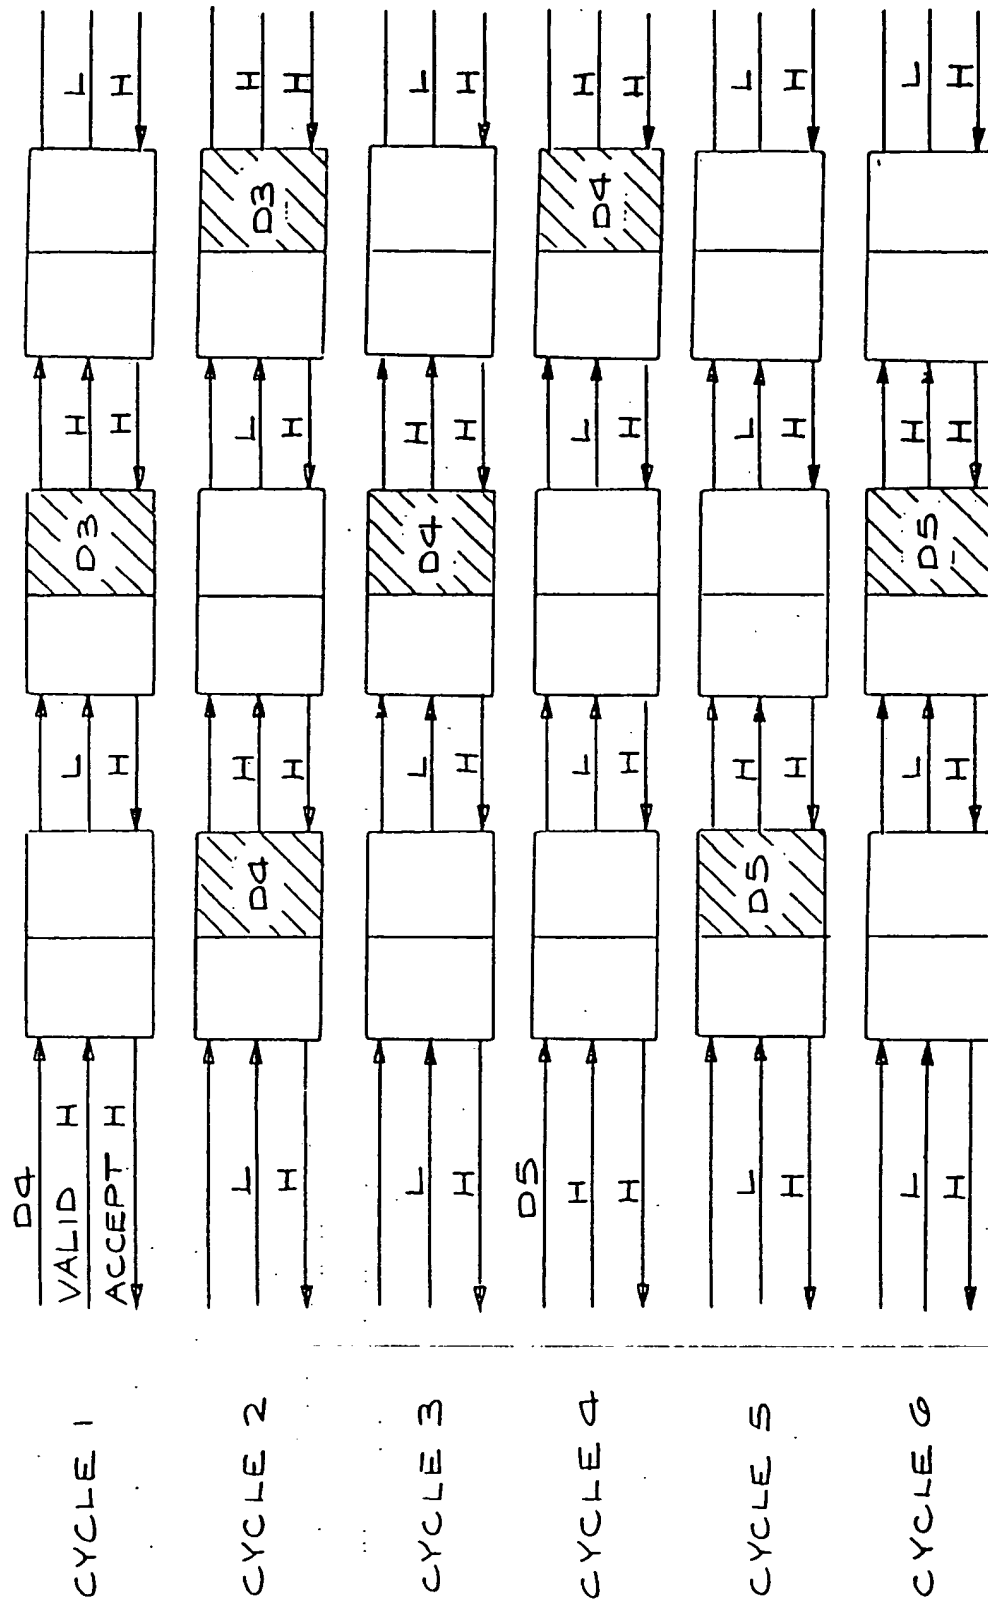 D4
VALID H L H L
CYCLE 1 D3
ACCEPT H H H H
L H L H
CYCLE 2 D4 D3
H H H H
L L H L
CYCLE 3 D4
H H H H
D5
H L L H
CYCLE 4 D4
H H H H
L H L L
CYCLE 5 D5
H H H H
L L H L
CYCLE 6 D5
H H H H